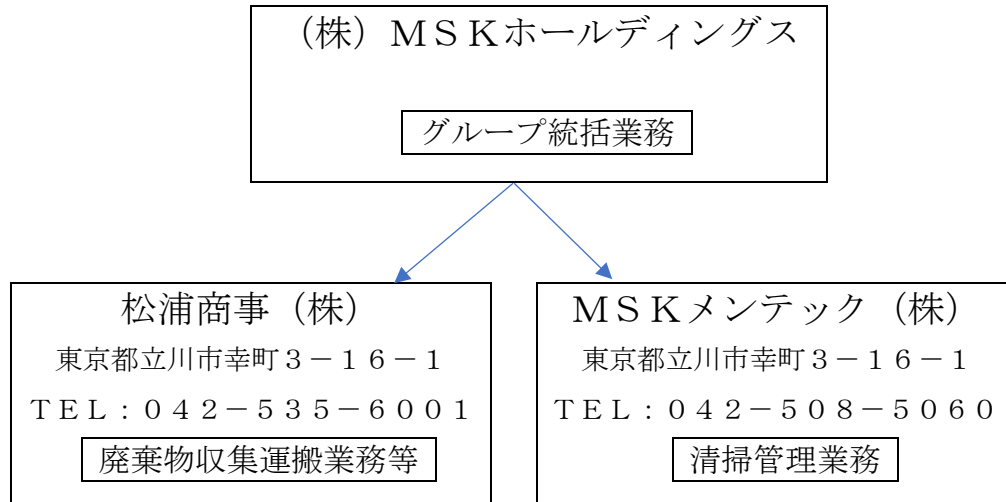 （株）ＭＳＫホールディングス
グループ統括業務
松浦商事（株）
東京都立川市幸町３－１６－１
ＴＥＬ：０４２－５３５－６００１
廃棄物収集運搬業務等
ＭＳＫメンテック（株）
東京都立川市幸町３－１６－１
ＴＥＬ：０４２－５０８－５０６０
清掃管理業務